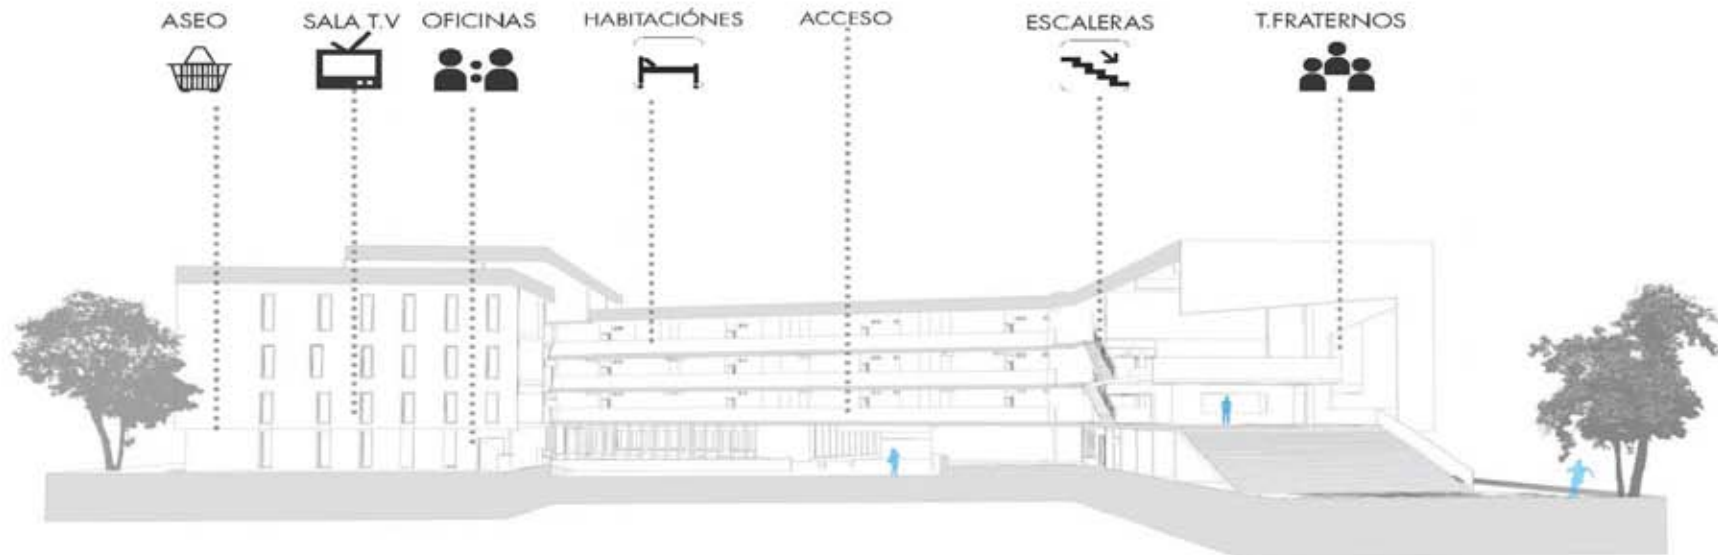 ASEO
SALA T.V
OFICINAS
HABITACIÓNES
ACCESO
ESCALERAS
T.FRATERNOS